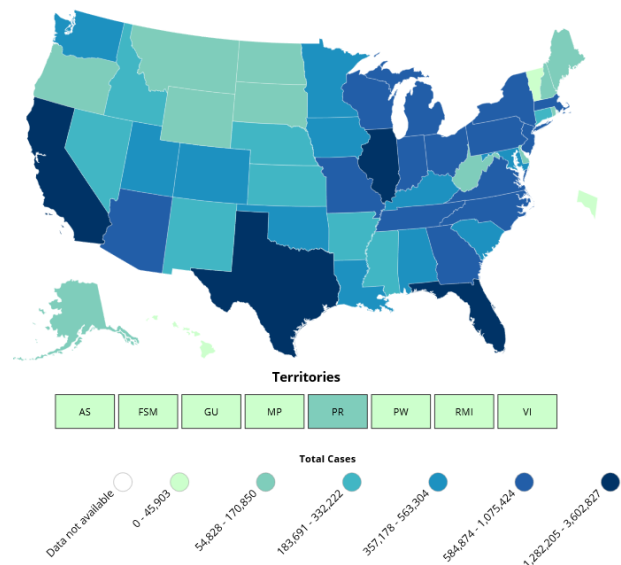 Territories
AS FSM GU MP PR PW RMI VI
Total Cases
Data not available
0 - 45,903
54,828 - 170,850
183,691 - 332,222
357,178 - 563,304
584,874 - 1,075,424
1,282,205 - 3,602,827